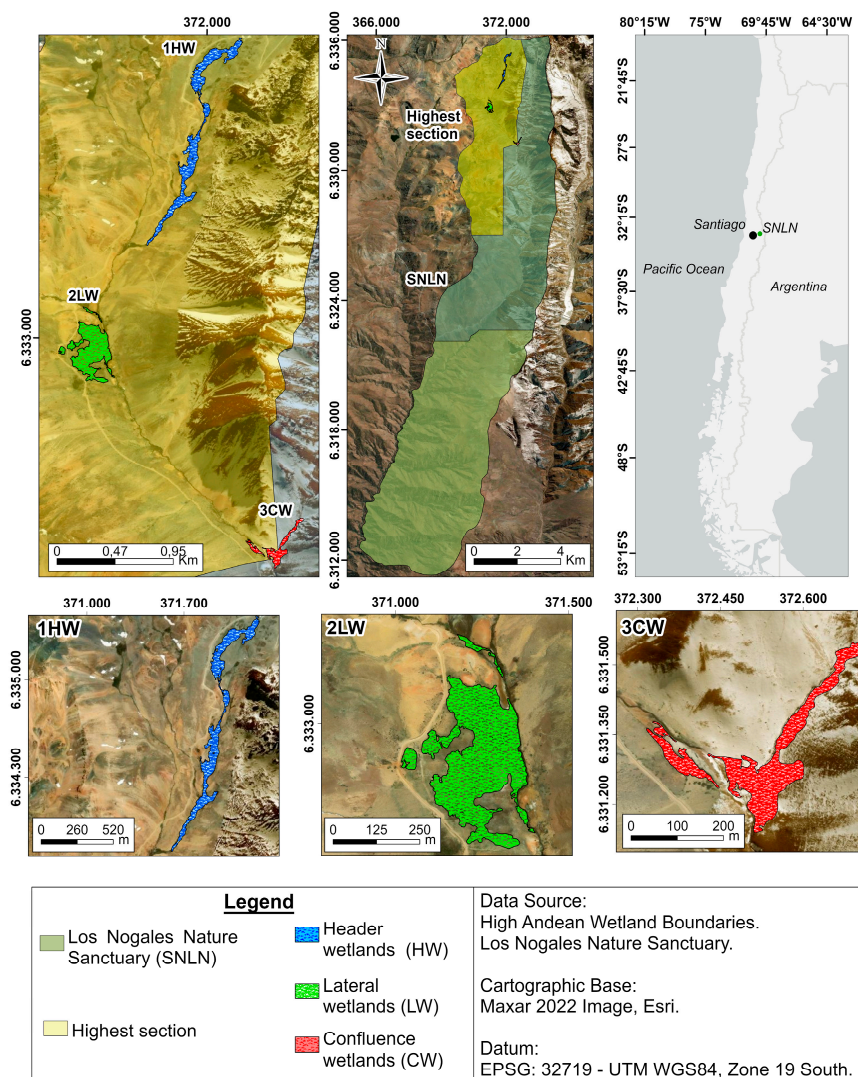 372.000
1HW
2LW
6.333.000
3CW
0 0,47 0,95
Km
366.000 372.000
N
6.336.000
Highest
section
6.330.000
SNLN
6.324.000
6.318.000
6.312.000
0 2 4
Km
80°15'W 75°W 69°45'W 64°30'W
21°45'S
27°S
32°15'S
Santiago SNLN
Pacific Ocean
Argentina
37°30'S
42°45'S
48°S
53°15'S
371.000 371.700
1HW
6.335.000
6.334.300
0 260 520
m
371.000 371.500
2LW
6.333.000
0 125 250
m
372.300 372.450 372.600
3CW
6.331.500
6.331.350
6.331.200
0 100 200
m
Legend
Los Nogales Nature
Sanctuary (SNLN)
Highest section
Header
wetlands (HW)
Lateral
wetlands (LW)
Confluence
wetlands (CW)
Data Source:
High Andean Wetland Boundaries.
Los Nogales Nature Sanctuary.
Cartographic Base:
Maxar 2022 Image, Esri.
Datum:
EPSG: 32719 - UTM WGS84, Zone 19 South.